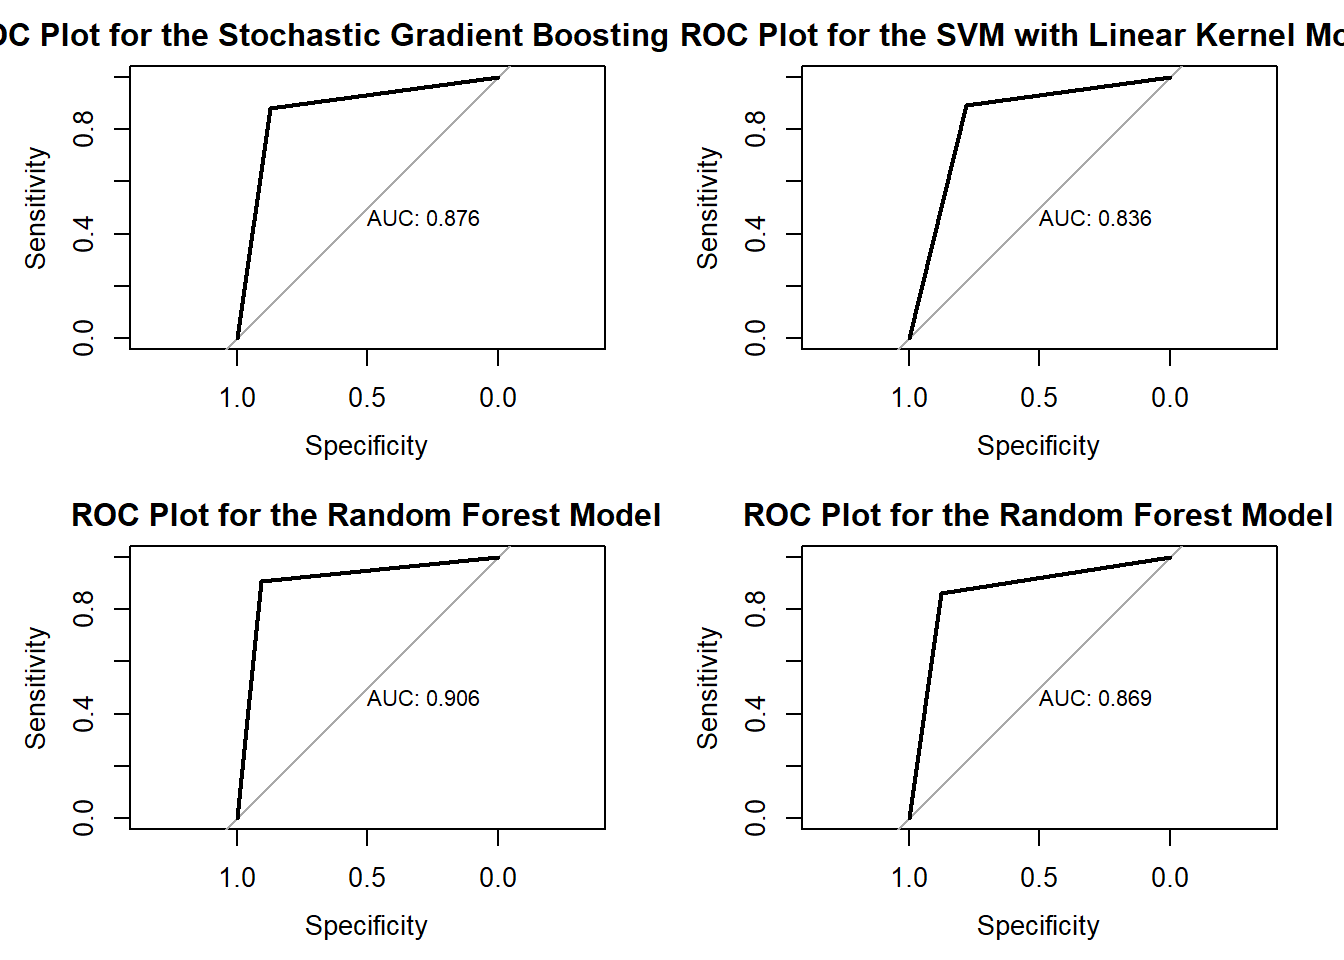 OC Plot for the Stochastic Gradient Boosting
Sensitivity
0.0 0.4 0.8
AUC: 0.876
1.0 0.5 0.0
Specificity
ROC Plot for the SVM with Linear Kernel Mo
Sensitivity
0.0 0.4 0.8
AUC: 0.836
1.0 0.5 0.0
Specificity
ROC Plot for the Random Forest Model
Sensitivity
0.0 0.4 0.8
AUC: 0.906
1.0 0.5 0.0
Specificity
ROC Plot for the Random Forest Model
Sensitivity
0.0 0.4 0.8
AUC: 0.869
1.0 0.5 0.0
Specificity